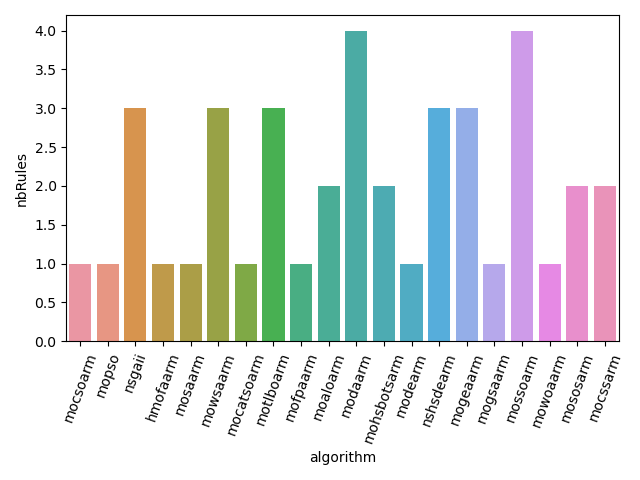 4.0
3.5
3.0
2.5
2.0
1.5
1.0
0.5
0.0
nbRules
mocsoarm
mopso
nsgaii
hmofaarm
mosaarm
mowsaarm
mocatsoarm
motlboarm
mofpaarm
moaloarm
modaarm
mohsbotsarm
modearm
nshsdearm
mogeaarm
mogsaarm
mossoarm
mowoaarm
mososarm
mocssarm
algorithm